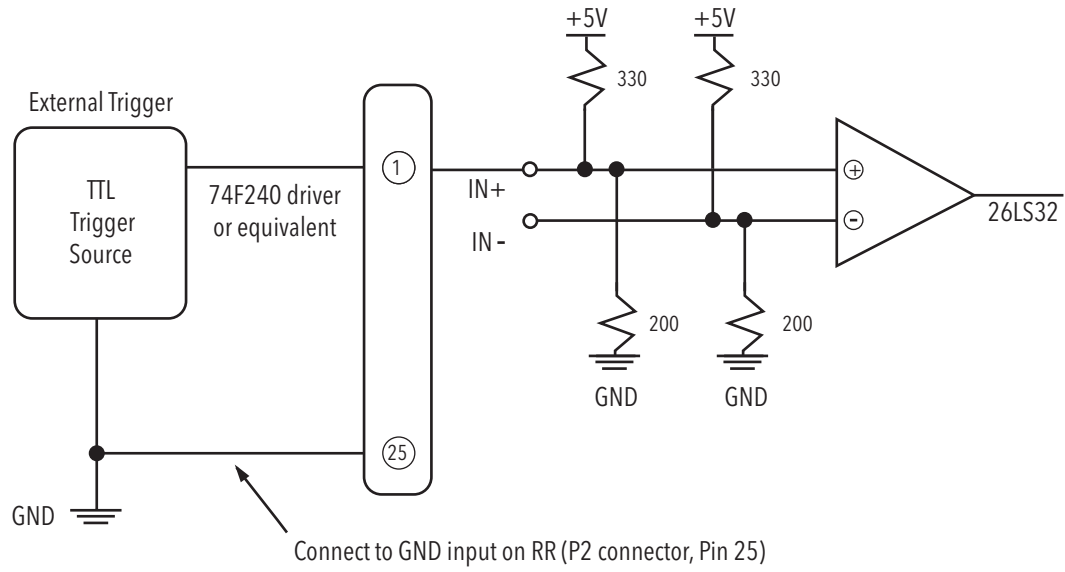 +5V
+5V
330
330
External Trigger
TTL
Trigger
Source
74F240 driver
or equivalent
1
IN+
IN -
+
-
26LS32
200
200
GND
GND
25
GND
Connect to GND input on RR (P2 connector, Pin 25)